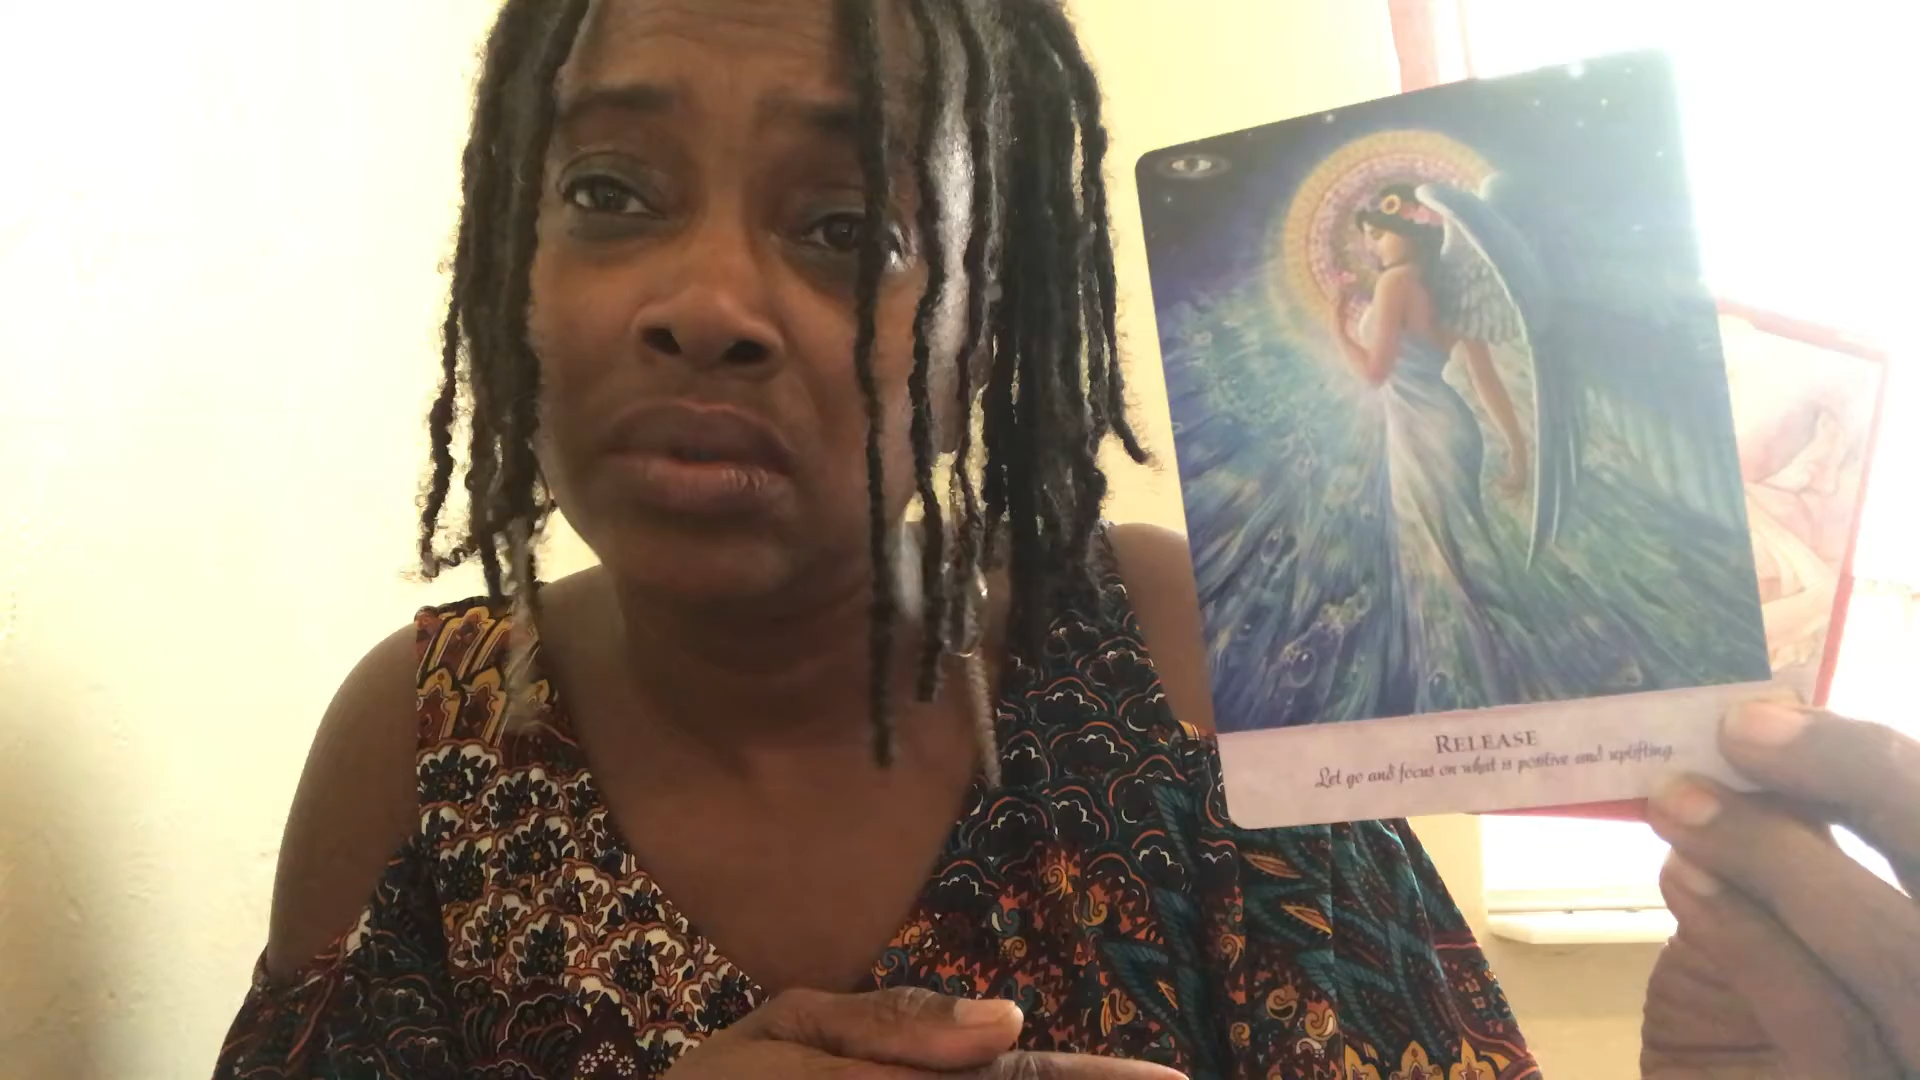 RELEASE
Let go and focus on what is positive and uplifting.